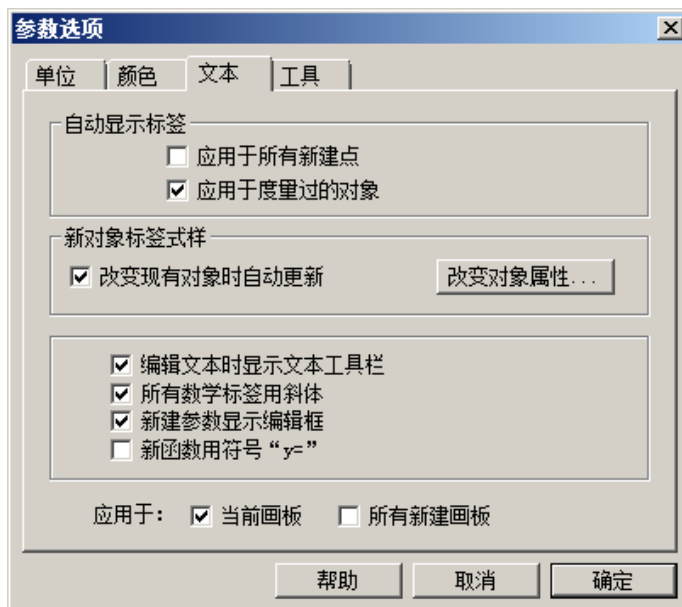 参数选项
单位 颜色 文本 工具
自动显示标签
应用于所有新建点
应用于度量过的对象
新对象标签式样
改变现有对象时自动更新 改变对象属性...
编辑文本时显示文本工具栏
所有数学标签用斜体
新建参数显示编辑框
新函数用符号“y=”
应用于: 当前画板 所有新建画板
帮助 取消 确定